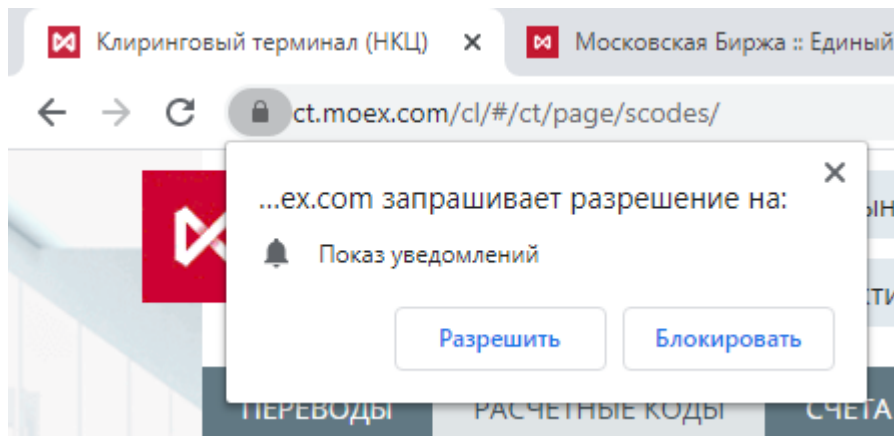 Клиринговый терминал (НКЦ)
Московская Биржа :: Единый
ct.moex.com/cl/#/ct/page/scodes/
...ex.com запрашивает разрешение на:
Показ уведомлений
Разрешить
Блокировать
ПЕРЕВОДЫ
РАСЧЕТНЫЕ КОДЫ
СЧЕТА